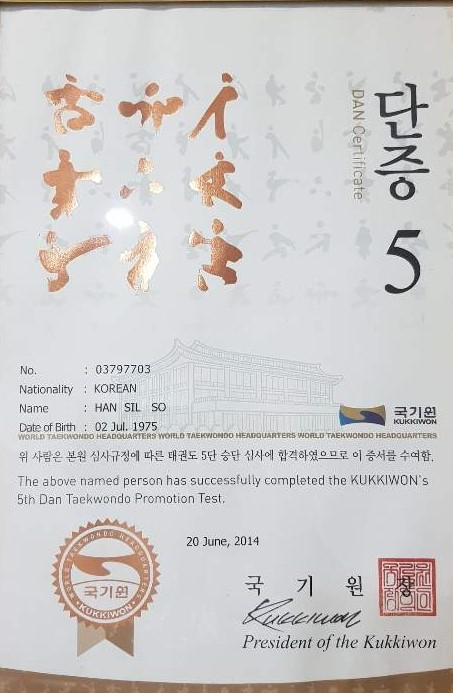 단증
DAN Certificate
5
No. : 03797703
Nationality : KOREAN
Name : HAN SIL SO
Date of Birth : 02 Jul. 1975
국기원
KUKKIWON
WORLD TAEKWONDO HEADQUARTERS WORLD TAEKWONDO HEADQUARTERS WORLD TAEKWONDO HEADQUARTERS
위 사람은 본원 심사규정에 따른 태권도 5단 승단 심사에 합격하였으므로 이 증서를 수여함.
The above named person has successfully completed the KUKKIWON's
5th Dan Taekwondo Promotion Test.
20 June, 2014
WORLD TAEKWONDO HEADQUARTERS
국기원
KUKKIWON
국 기 원 장
Kukkiwon
President of the Kukkiwon